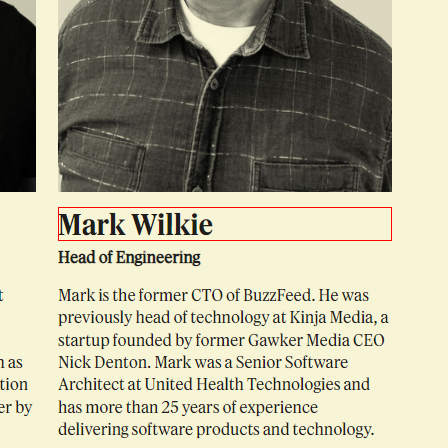 Mark Wilkie
Head of Engineering
t
Mark is the former CTO of BuzzFeed. He was
previously head of technology at Kinja Media, a
startup founded by former Gawker Media CEO
n as
Nick Denton. Mark was a Senior Software
tion
Architect at United Health Technologies and
er by
has more than 25 years of experience
delivering software products and technology.